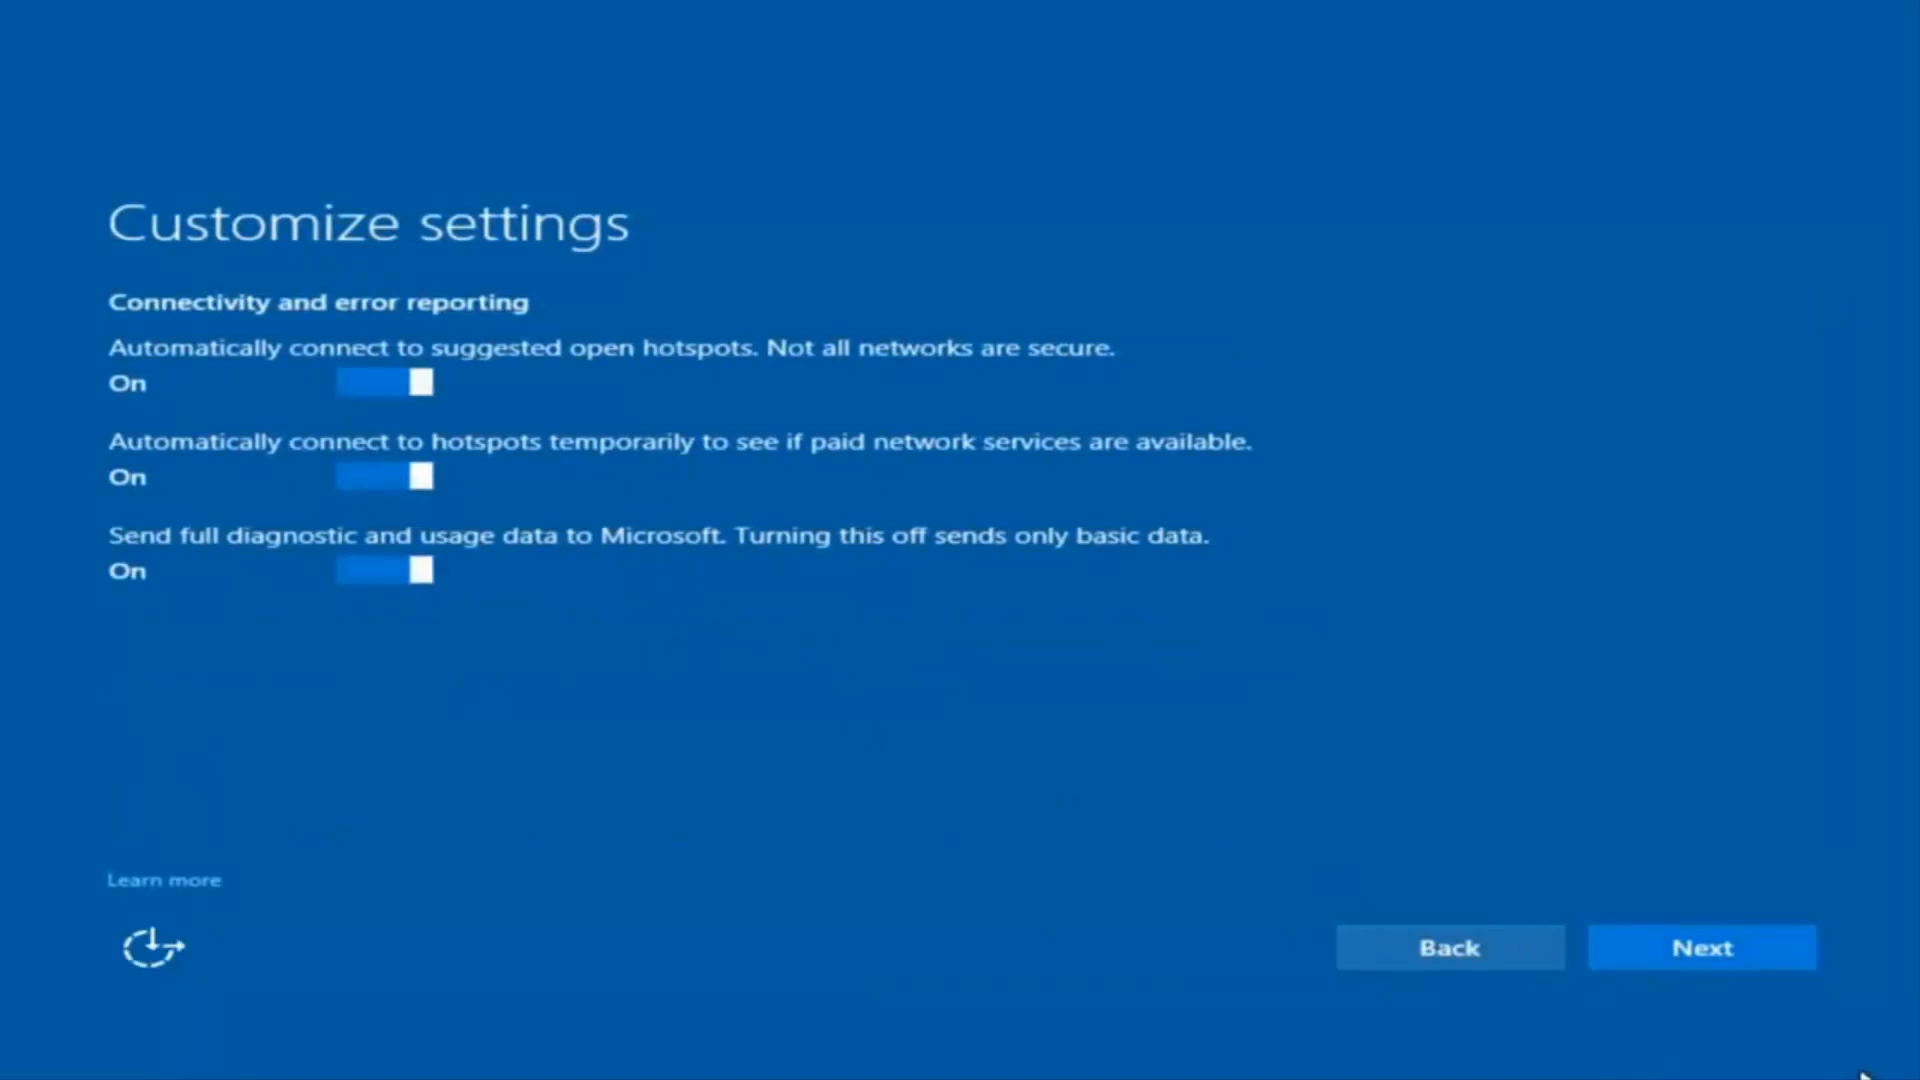 Customize settings
Connectivity and error reporting
Automatically connect to suggested open hotspots. Not all networks are secure.
On
Automatically connect to hotspots temporarily to see if paid network services are available.
On
Send full diagnostic and usage data to Microsoft. Turning this off sends only basic data.
On
Learn more
Back
Next